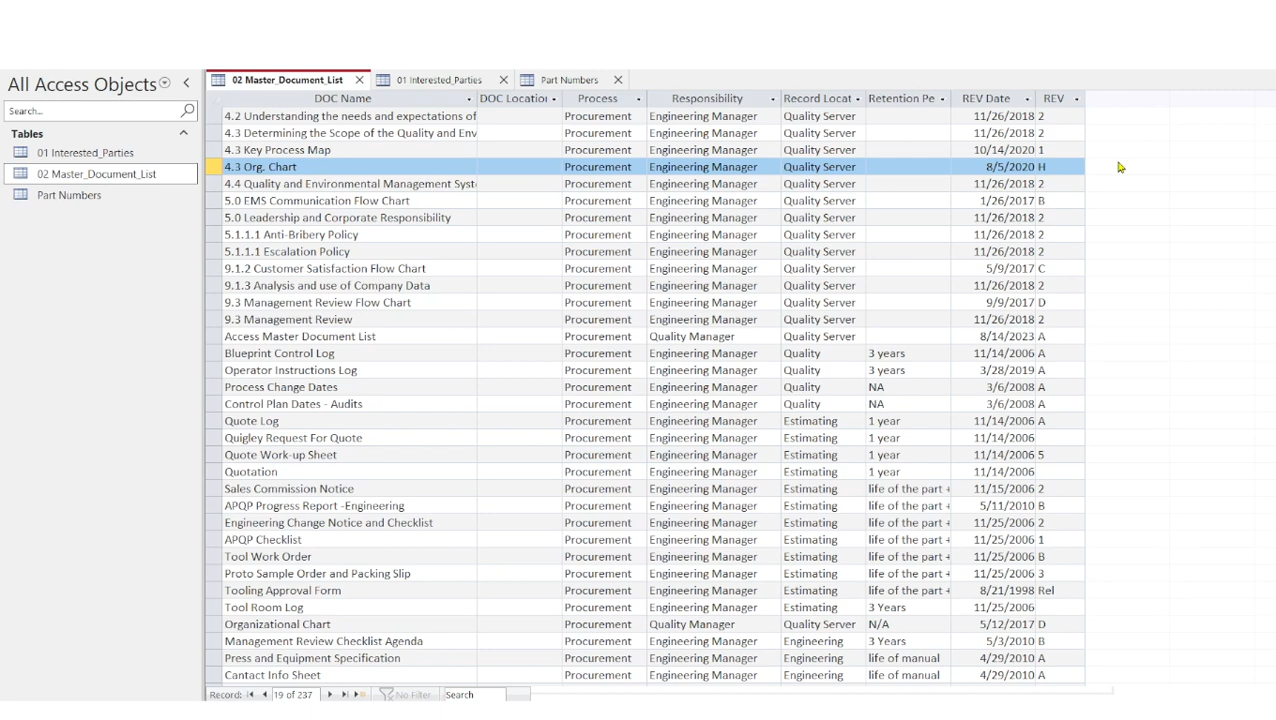 All Access Objects
Search...
Tables
01 Interested_Parties
02 Master_Document_List
Part Numbers
02 Master_Document_List 01 Interested_Parties Part Numbers
DOC Name DOC Location Process Responsibility Record Locat Retention Pe REV Date REV
4.2 Understanding the needs and expectations of Procurement Engineering Manager Quality Server 11/26/2018 2
4.3 Determining the Scope of the Quality and Env Procurement Engineering Manager Quality Server 11/26/2018 2
4.3 Key Process Map Procurement Engineering Manager Quality Server 10/14/2020 1
4.3 Org. Chart Procurement Engineering Manager Quality Server 8/5/2020 H
4.4 Quality and Environmental Management Syst Procurement Engineering Manager Quality Server 11/26/2018 2
5.0 EMS Communication Flow Chart Procurement Engineering Manager Quality Server 1/26/2017 B
5.0 Leadership and Corporate Responsibility Procurement Engineering Manager Quality Server 11/26/2018 2
5.1.1.1 Anti-Bribery Policy Procurement Engineering Manager Quality Server 11/26/2018 2
5.1.1.1 Escalation Policy Procurement Engineering Manager Quality Server 11/26/2018 2
9.1.2 Customer Satisfaction Flow Chart Procurement Engineering Manager Quality Server 5/9/2017 C
9.1.3 Analysis and use of Company Data Procurement Engineering Manager Quality Server 11/26/2018 2
9.3 Management Review Flow Chart Procurement Engineering Manager Quality Server 9/9/2017 D
9.3 Management Review Procurement Engineering Manager Quality Server 11/26/2018 2
Access Master Document List Procurement Quality Manager Quality Server 8/14/2023 A
Blueprint Control Log Procurement Engineering Manager Quality 3 years 11/14/2006 A
Operator Instructions Log Procurement Engineering Manager Quality 3 years 3/28/2019 A
Process Change Dates Procurement Engineering Manager Quality NA 3/6/2008 A
Control Plan Dates - Audits Procurement Engineering Manager Quality NA 3/6/2008 A
Quote Log Procurement Engineering Manager Estimating 1 year 11/14/2006 A
Quigley Request For Quote Procurement Engineering Manager Estimating 1 year 11/14/2006
Quote Work-up Sheet Procurement Engineering Manager Estimating 1 year 11/14/2006 5
Quotation Procurement Engineering Manager Estimating 1 year 11/14/2006
Sales Commission Notice Procurement Engineering Manager Estimating life of the part + 11/15/2006 2
APQP Progress Report -Engineering Procurement Engineering Manager Estimating life of the part + 5/11/2010 B
Engineering Change Notice and Checklist Procurement Engineering Manager Estimating life of the part + 11/25/2006 2
APQP Checklist Procurement Engineering Manager Estimating life of the part + 11/25/2006 1
Tool Work Order Procurement Engineering Manager Estimating life of the part + 11/25/2006 B
Proto Sample Order and Packing Slip Procurement Engineering Manager Estimating life of the part + 11/25/2006 3
Tooling Approval Form Procurement Engineering Manager Estimating life of the part + 8/21/1998 Rel
Tool Room Log Procurement Engineering Manager Estimating 3 Years 11/25/2006
Organizational Chart Procurement Quality Manager Quality Server N/A 5/12/2017 D
Management Review Checklist Agenda Procurement Engineering Manager Engineering 3 Years 5/3/2010 B
Press and Equipment Specification Procurement Engineering Manager Engineering life of manual 4/29/2010 A
Cantact Info Sheet Procurement Engineering Manager Engineering life of manual 4/29/2010 A
Record: 19 of 237 No Filter Search